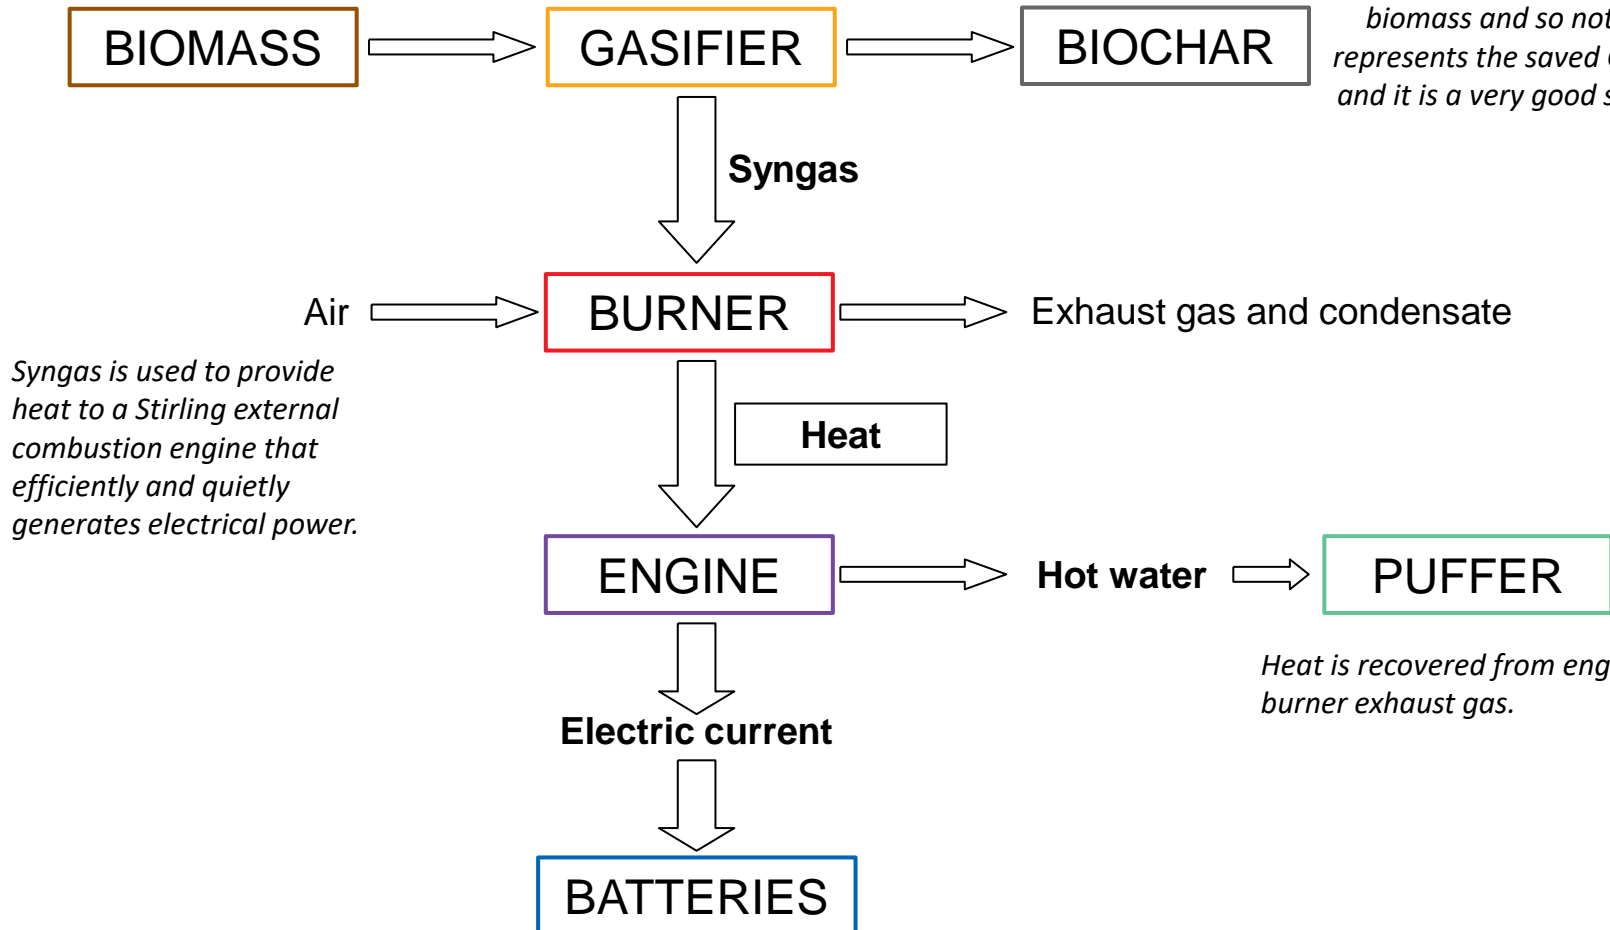 biomass and so not
BIOMASS
GASIFIER
BIOCHAR
represents the saved
and it is a very good
Syngas
Air
BURNER
Exhaust gas and condensate
Syngas is used to provide
heat to a Stirling external
combustion engine that
efficiently and quietly
generates electrical power.
Heat
ENGINE
Hot water
PUFFER
Heat is recovered from
burner exhaust gas.
Electric current
BATTERIES